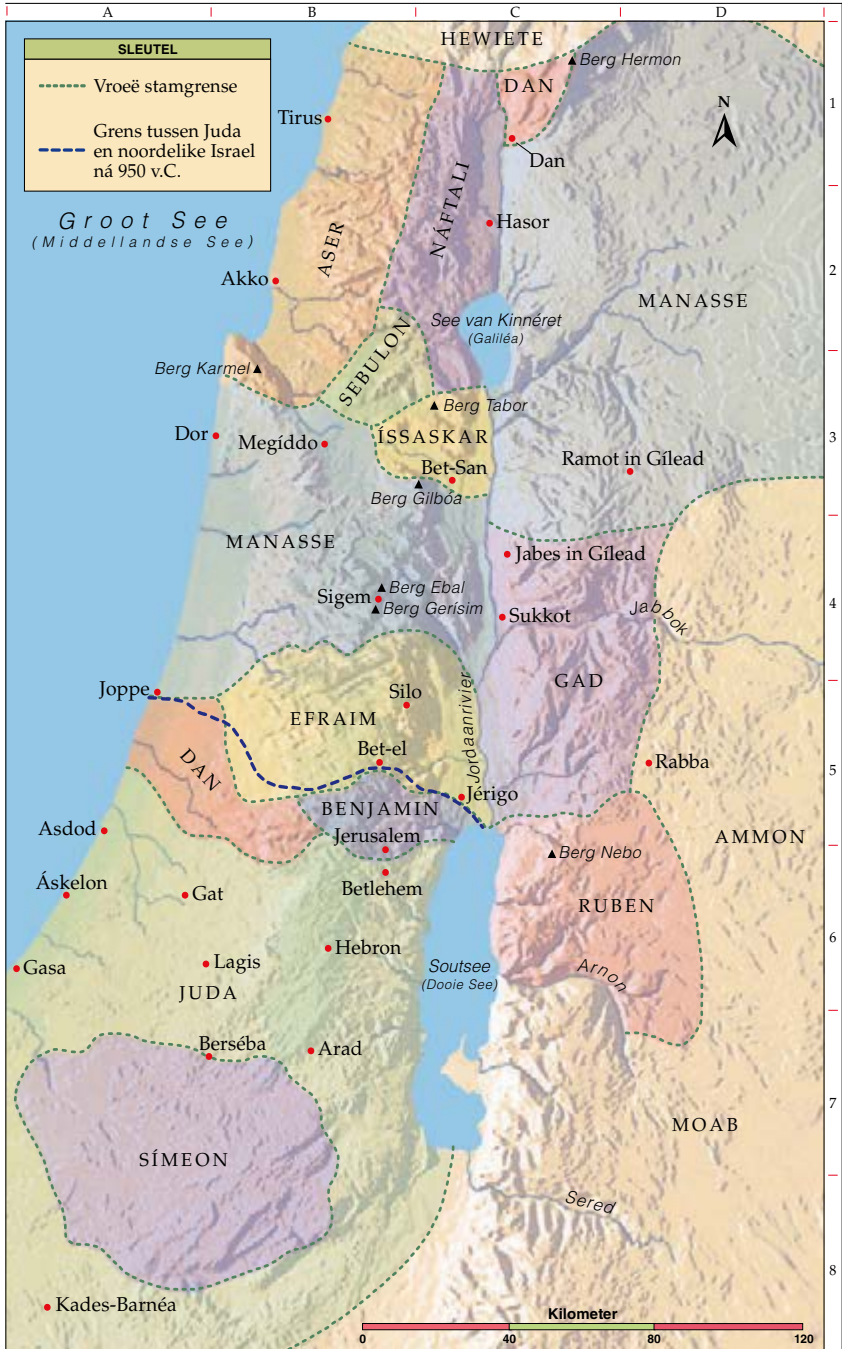 A B C D
SLEUTEL
Vroeë stamgrense
Grens tussen Juda
en noordelike Israel
ná 950 v.C.
HEWIETE
Berg Hermon
DAN
1
N
Tirus
Dan
Groot See
(Middellandse See)
NÁFTALI
Hasor
ASER
2
Akko
MANASSE
See van Kinnéret
(Galiléa)
SEBULON
Berg Karmel
Berg Tabor
Dor
Megíddo
ÍSSASKAR
3
Ramot in Gílead
Bet-San
Berg Gilbóa
MANASSE
Jabes in Gílead
Berg Ebal
Sigem
Berg Gerisim
4
Sukkot
Jabbok
Joppe
Silo
GAD
EFRAIM
Jordaanrivier
DAN
Bet-el
Rabba
5
Jérigo
BENJAMIN
Asdod
Jerusalem
AMMON
Berg Nebo
Áskelon
Gat
Betlehem
RUBEN
6
Hebron
Gasa
Lagis
Soutsee
(Dooie See)
Arnon
JUDA
Berséba
Arad
7
MOAB
SÍMEON
Sered
8
Kades-Barnéa
Kilometer
0 40 80 120